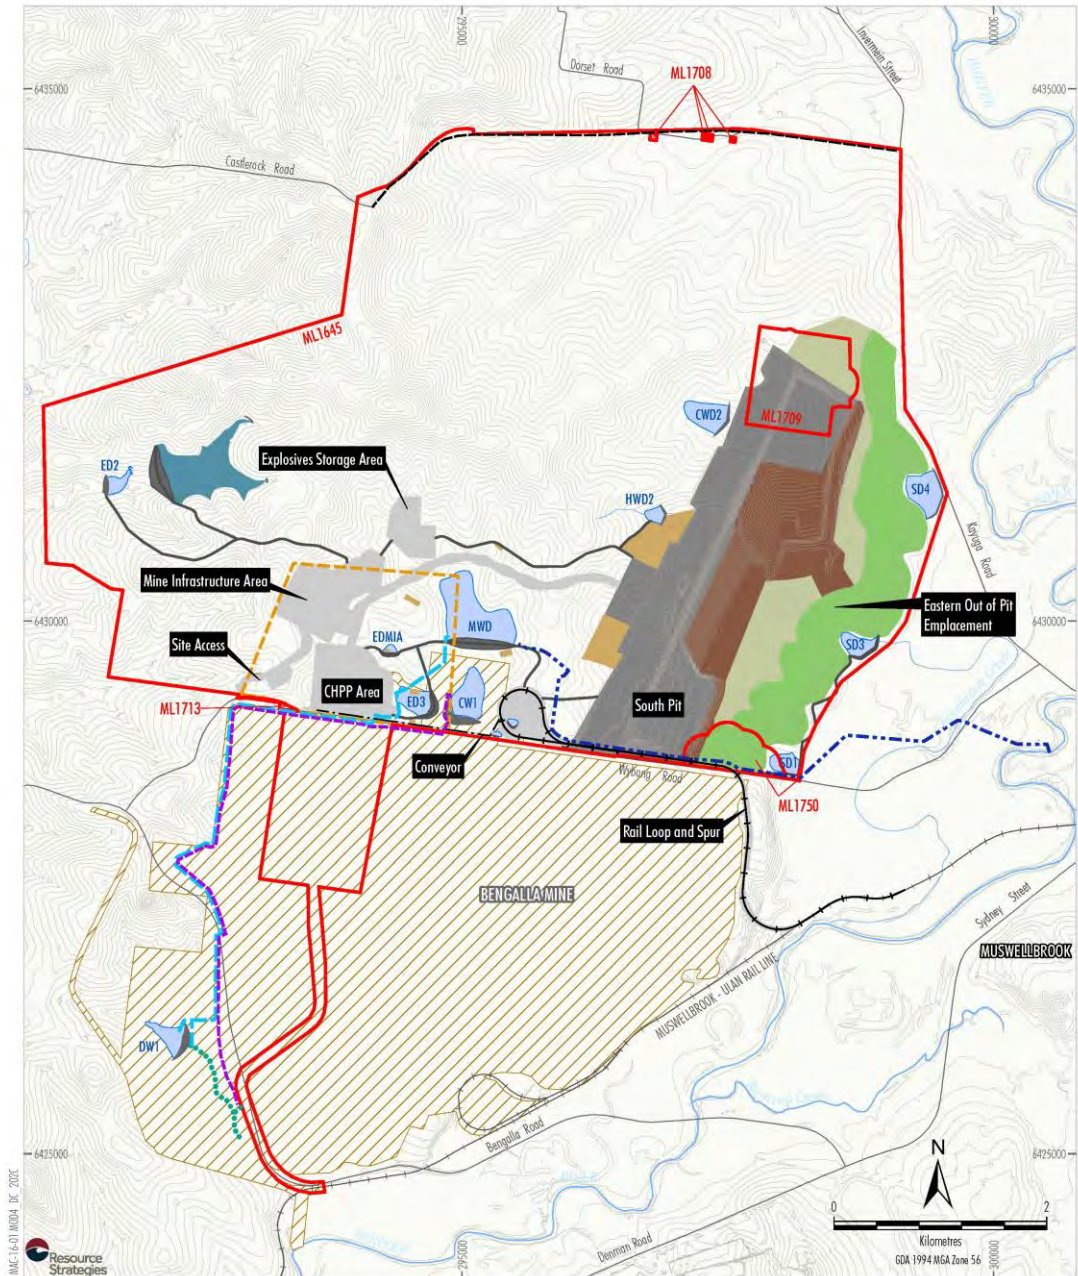 295000
300000
Invermein Street
ML1708
Dorset Road
HUNTER
6435000
6435000
Castlerock Road
ML1645
ML1709
CWD2
Explosives Storage Area
ED2
SD4
HWD2
Kayuga Road
Mine Infrastructure Area
Eastern Out of Pit
Emplacement
6430000
6430000
MWD
EDMIA
Site Access
SD3
CHPP Area
ED3
CW1
South Pit
ML1713
Conveyor
SD1
Wybong Road
ML1750
Rail Loop and Spur
BENGALLA MINE
Sydney Street
MUSWELLBROOK
MUSWELLBROOK - ULAN RAIL LINE
DW1
Bengalla Road
6425000
6425000
N
0
2
Kilometres
GDA 1994 MGA Zone 56
Denman Road
295000
300000
Resource
Strategies